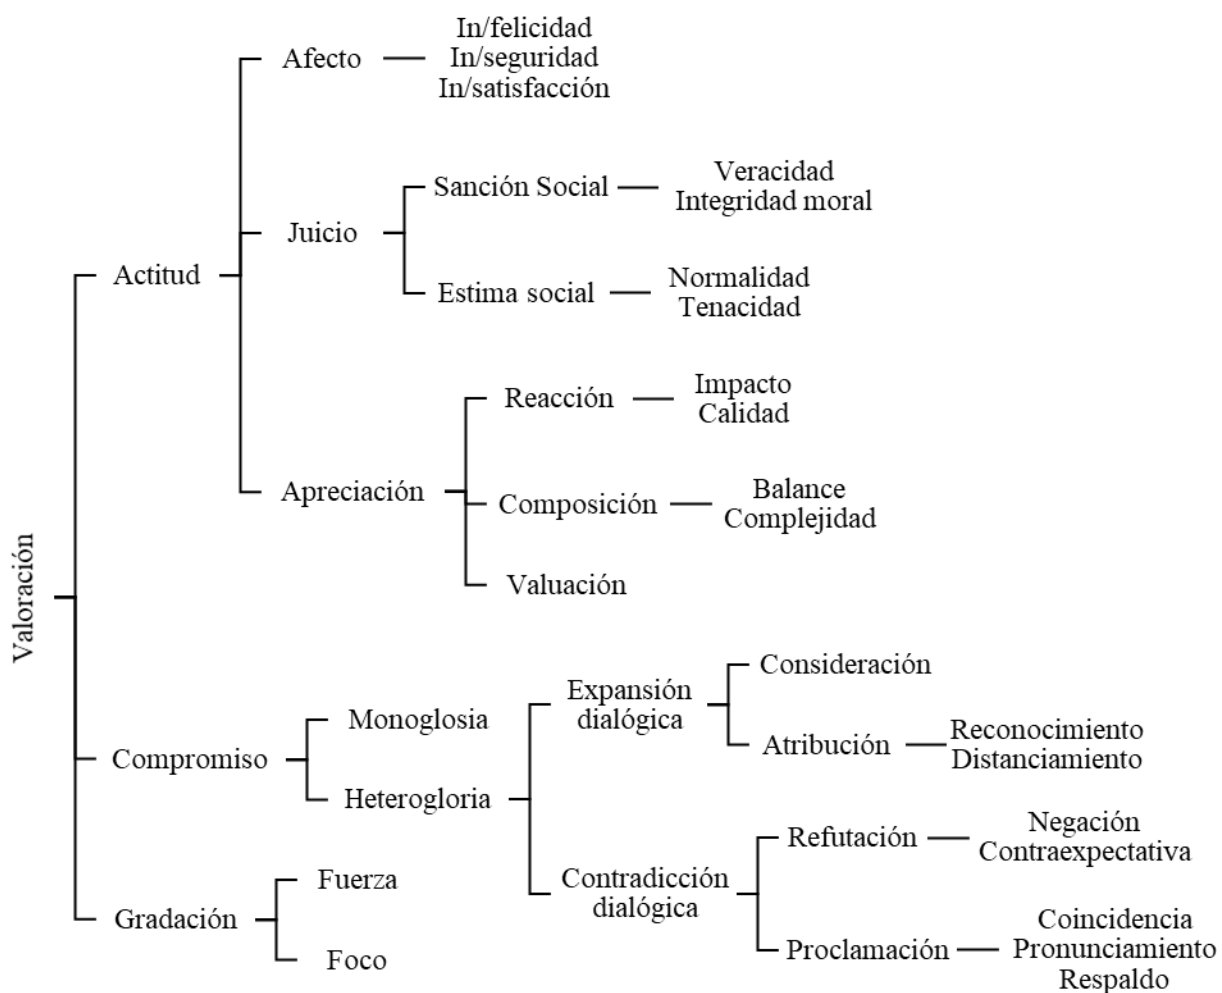 Valoración
Actitud
Afecto
In/felicidad
In/seguridad
In/satisfacción
Juicio
Sanción Social
Veracidad
Integridad moral
Estima social
Normalidad
Tenacidad
Apreciación
Reacción
Impacto
Calidad
Composición
Balance
Complejidad
Valuación
Compromiso
Monoglosia
Heterogloria
Expansión
dialógica
Consideración
Atribución
Reconocimiento
Distanciamiento
Contradicción
dialógica
Refutación
Negación
Contraexpectativa
Proclamación
Coincidencia
Pronunciamiento
Respaldo
Gradación
Fuerza
Foco